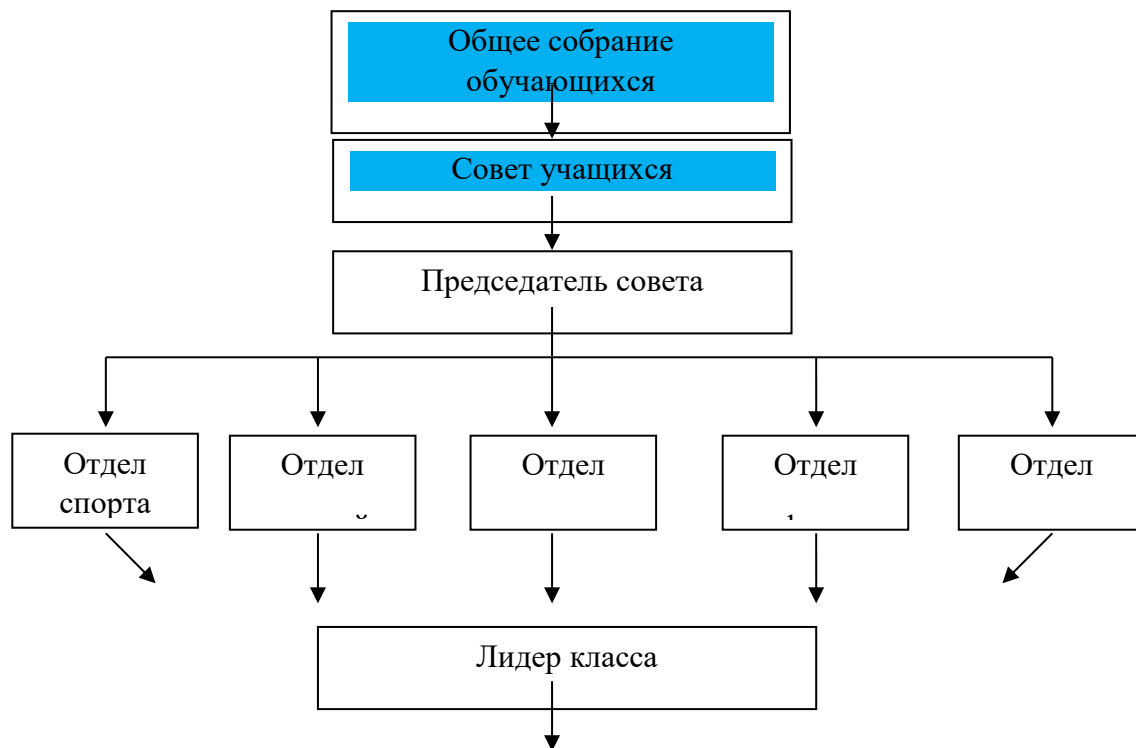 Общее собрание
обучающихся
Совет учащихся
Председатель совета
Отдел
спорта
Отдел
Отдел
Отдел
Отдел
Лидер класса